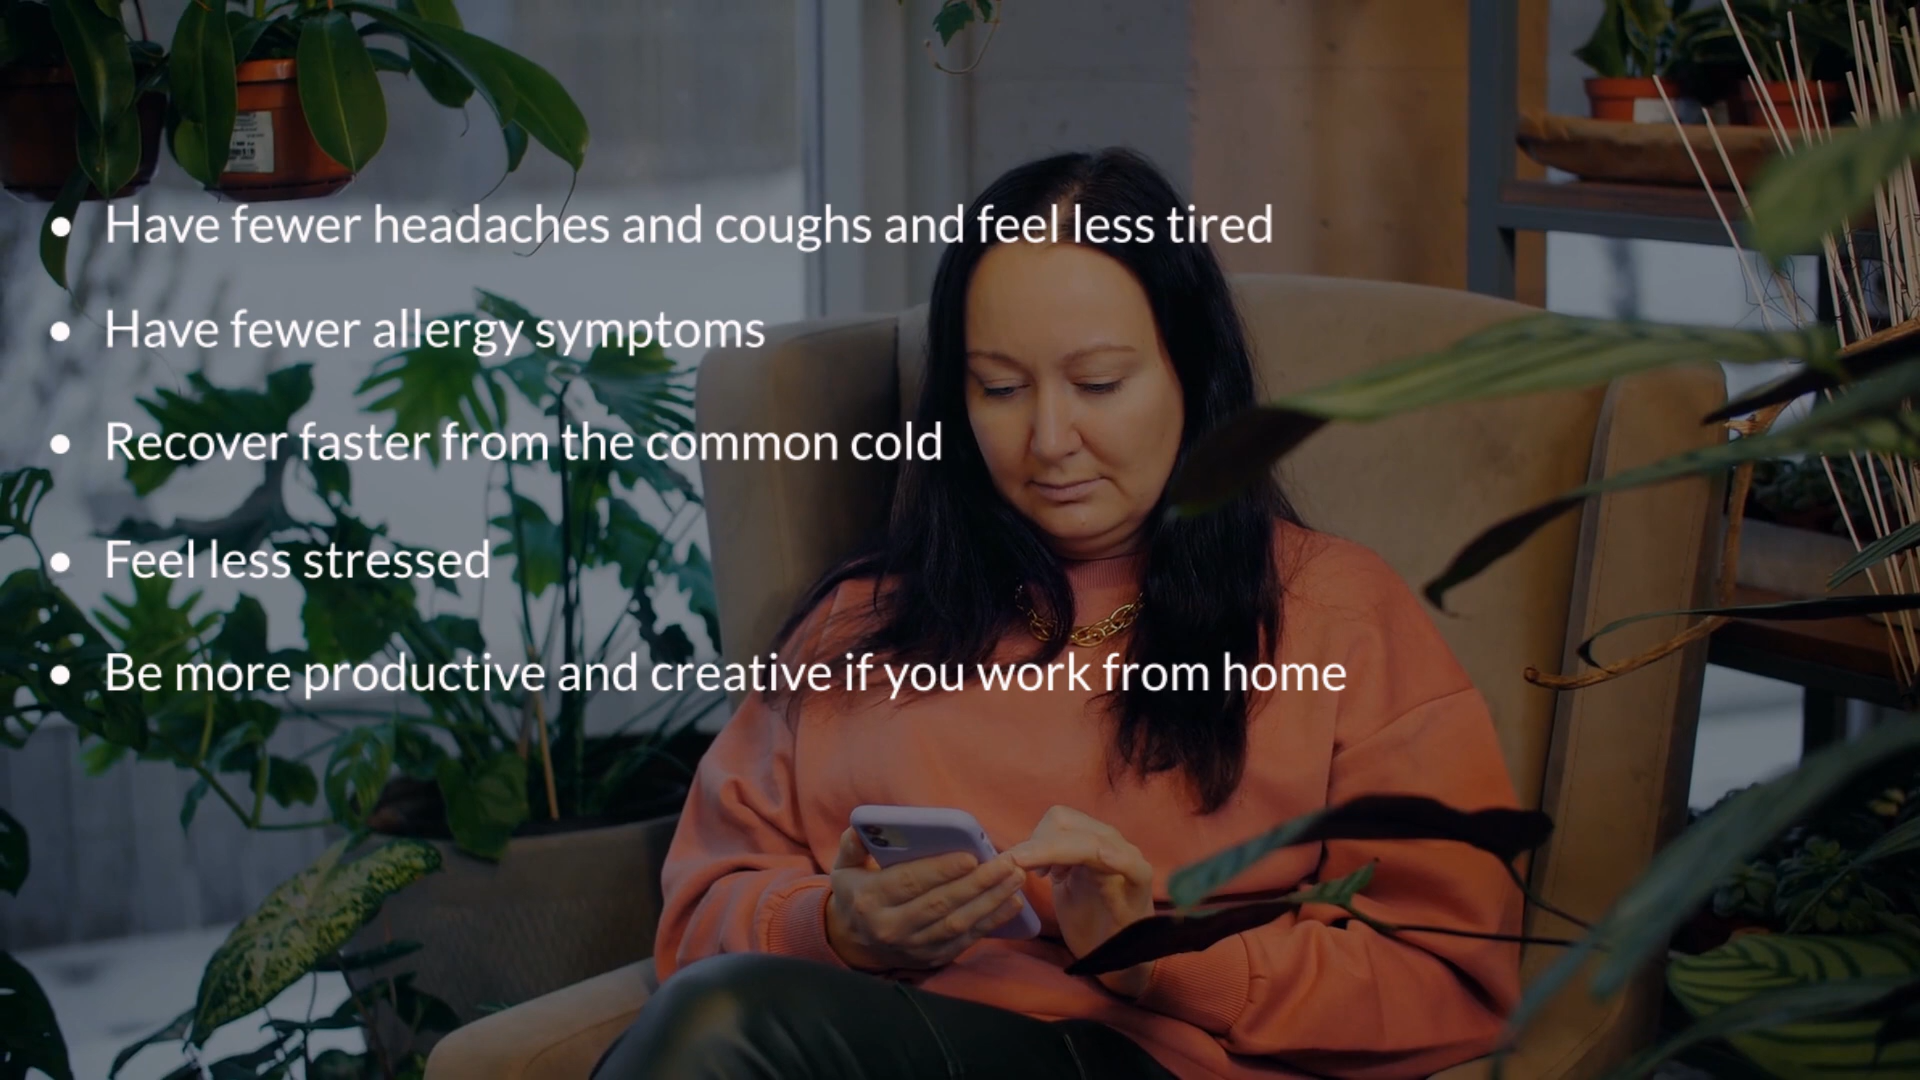 • Have fewer headaches and coughs and feel less tired
• Have fewer allergy symptoms
• Recover faster from the common cold
• Feel less stressed
• Be more productive and creative if you work from home